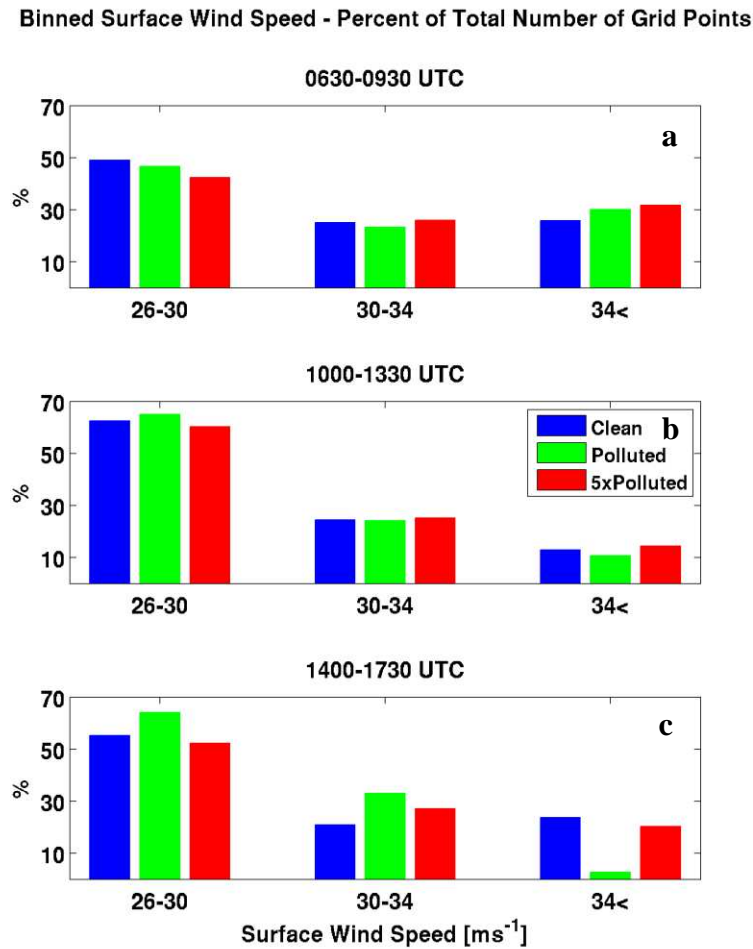 Binned Surface Wind Speed - Percent of Total Number of Grid Points
0630-0930 UTC
a
70
50
30
10
%
26-30
30-34
34<
1000-1330 UTC
b
70
50
30
10
%
Clean
Polluted
5xPolluted
26-30
30-34
34<
1400-1730 UTC
c
70
50
30
10
%
26-30
30-34
34<
Surface Wind Speed [ms⁻¹]